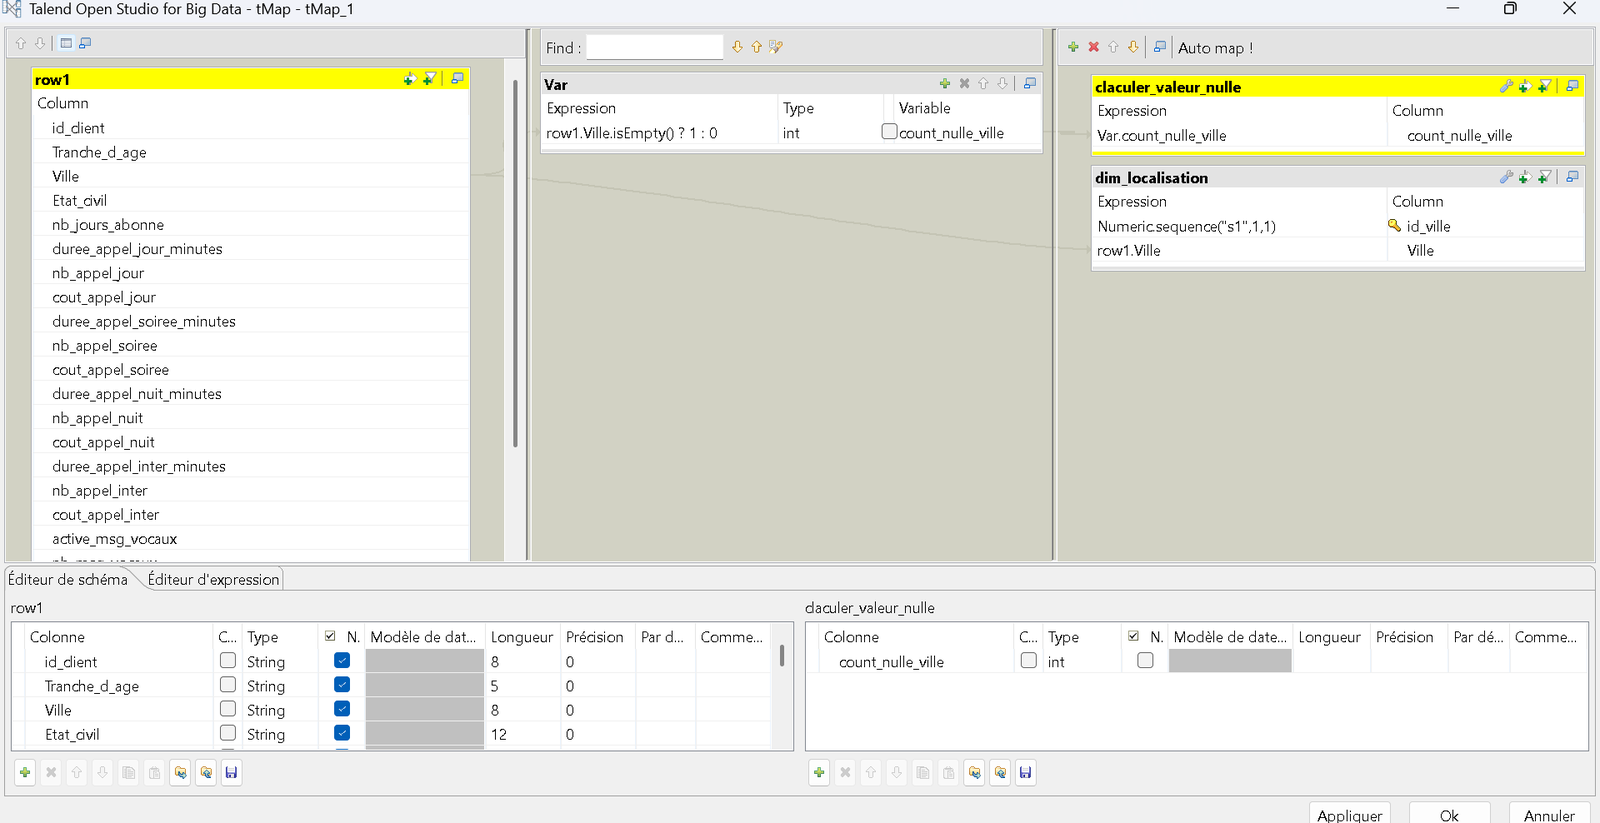 Talend Open Studio for Big Data - tMap - tMap_1
Find :
Auto map !
row1
Column
id_client
Tranche_d_age
Ville
Etat_civil
nb_jours_abonne
duree_appel_jour_minutes
nb_appel_jour
cout_appel_jour
duree_appel_soiree_minutes
nb_appel_soiree
cout_appel_soiree
duree_appel_nuit_minutes
nb_appel_nuit
cout_appel_nuit
duree_appel_inter_minutes
nb_appel_inter
cout_appel_inter
active_msg_vocaux
Var
Expression Type Variable
row1.Ville.isEmpty() ? 1 : 0 int count_nulle_ville
claculer_valeur_nulle
Expression Column
Var.count_nulle_ville count_nulle_ville
dim_localisation
Expression Column
Numeric.sequence("s1",1,1) id_ville
row1.Ville Ville
Éditeur de schéma Éditeur d'expression
row1
Colonne C... Type N. Modèle de dat... Longueur Précision Par d... Comme...
id_client String 8 0
Tranche_d_age String 5 0
Ville String 8 0
Etat_civil String 12 0
claculer_valeur_nulle
Colonne C... Type N. Modèle de date... Longueur Précision Par dé... Comme...
count_nulle_ville int
Appliquer Ok Annuler